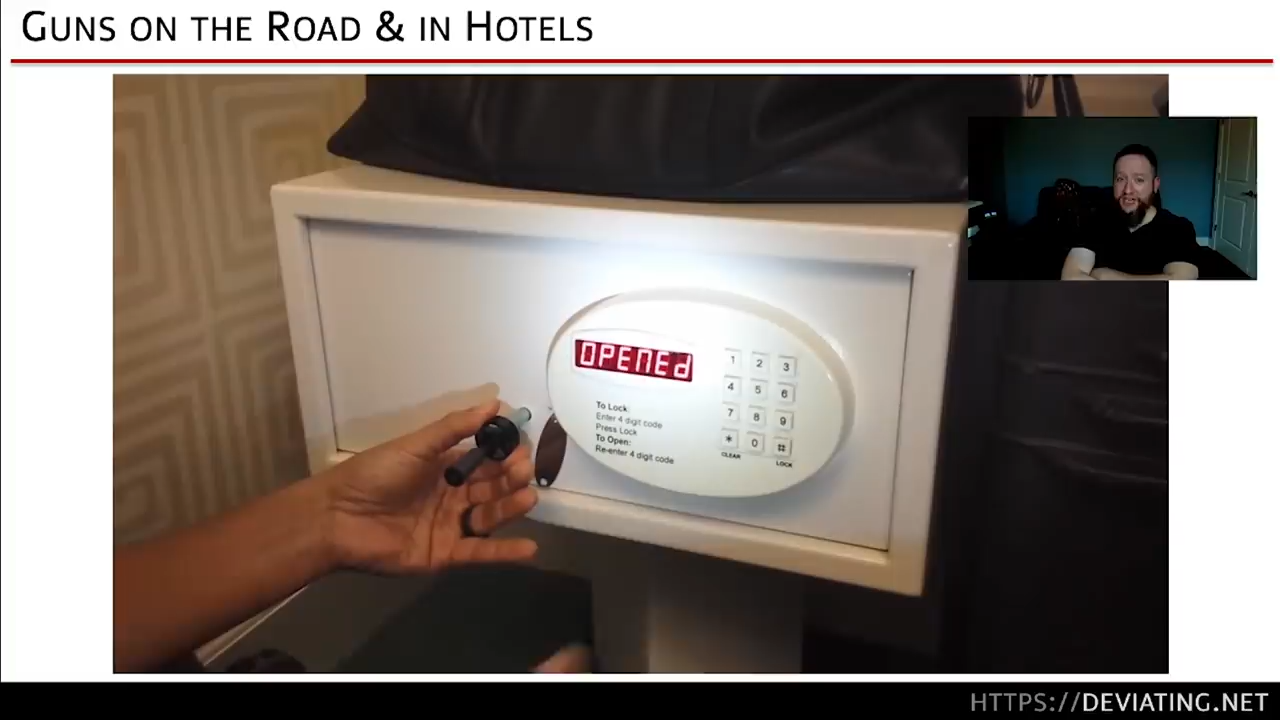 GUNS ON THE ROAD & IN HOTELS
OPENEd
To Lock:
Enter 4 digit code
Press Lock
To Open:
Re-enter 4 digit code
1 2 3
4 5 6
7 8 9
* 0 #
CLEAR LOCK
HTTPS://DEVIATING.NET